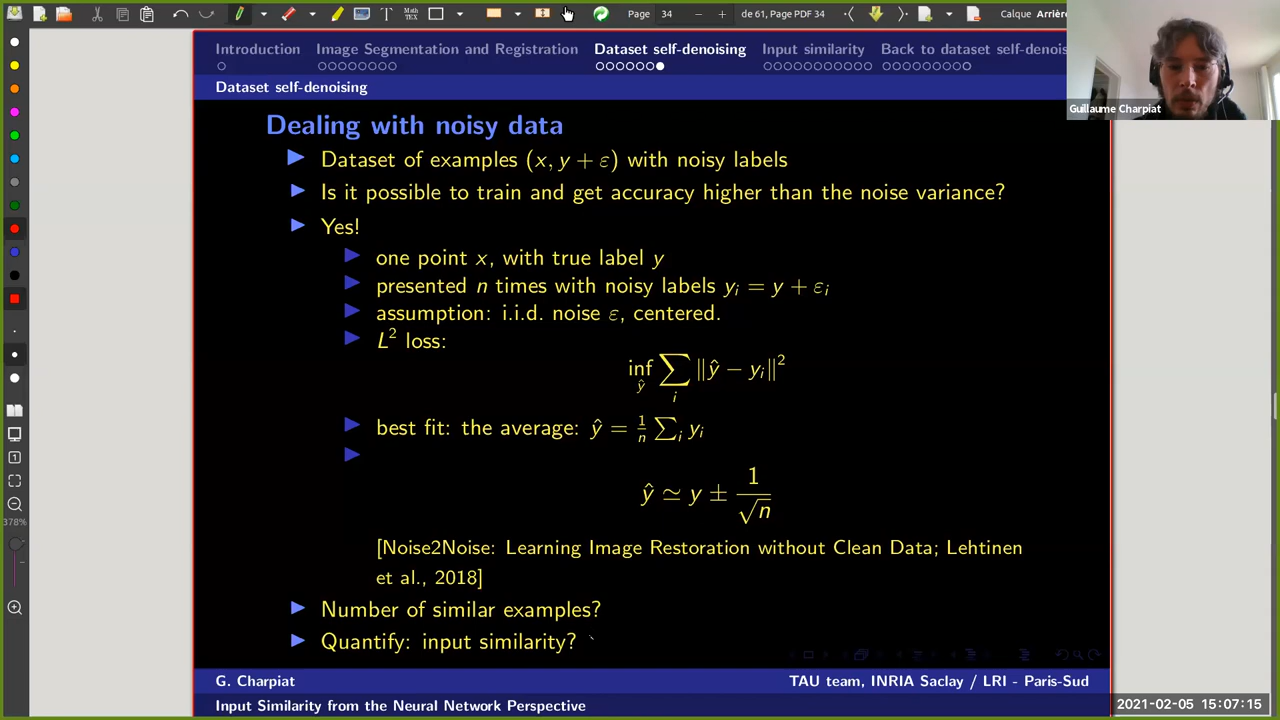 Page 34 de 61, Page PDF 34 Calque Arrière
T Math TEX
Introduction Image Segmentation and Registration Dataset self-denoising Input similarity Back to dataset self-denois
Guillaume Charpiat
Dataset self-denoising
Dealing with noisy data
Dataset of examples (x, y + ε) with noisy labels
Is it possible to train and get accuracy higher than the noise variance?
Yes!
one point x, with true label y
presented n times with noisy labels yᵢ = y + εᵢ
assumption: i.i.d. noise ε, centered.
L² loss:
inf_ŷ ∑_i ‖ŷ − yᵢ‖²
best fit: the average: ŷ = 1/n ∑ᵢ yᵢ
ŷ ≃ y ± 1/√n
[Noise2Noise: Learning Image Restoration without Clean Data; Lehtinen
et al., 2018]
378%
Number of similar examples?
Quantify: input similarity?
G. Charpiat TAU team, INRIA Saclay / LRI - Paris-Sud
Input Similarity from the Neural Network Perspective
2021-02-05 15:07:15